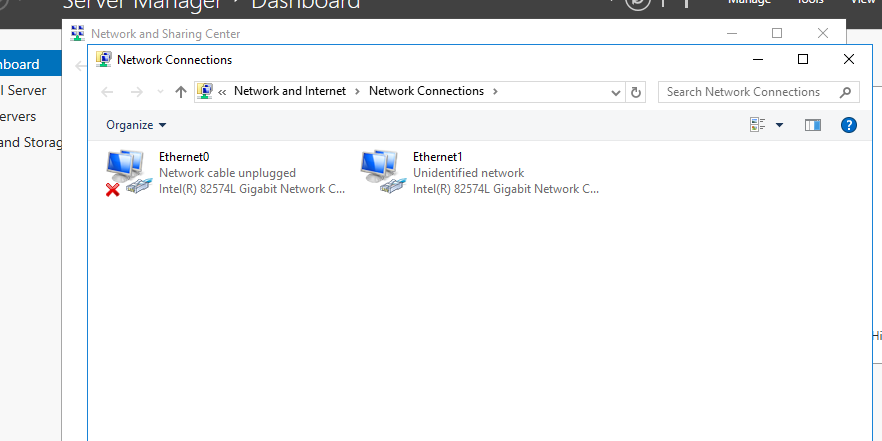 Server Manager • Dashboard
Manage Tools View
Network and Sharing Center
Network Connections
« Network and Internet > Network Connections >
Search Network Connections
Organize
Ethernet0
Network cable unplugged
Intel(R) 82574L Gigabit Network C...
Ethernet1
Unidentified network
Intel(R) 82574L Gigabit Network C...
hboard
l Server
ervers
and Storag
Hi